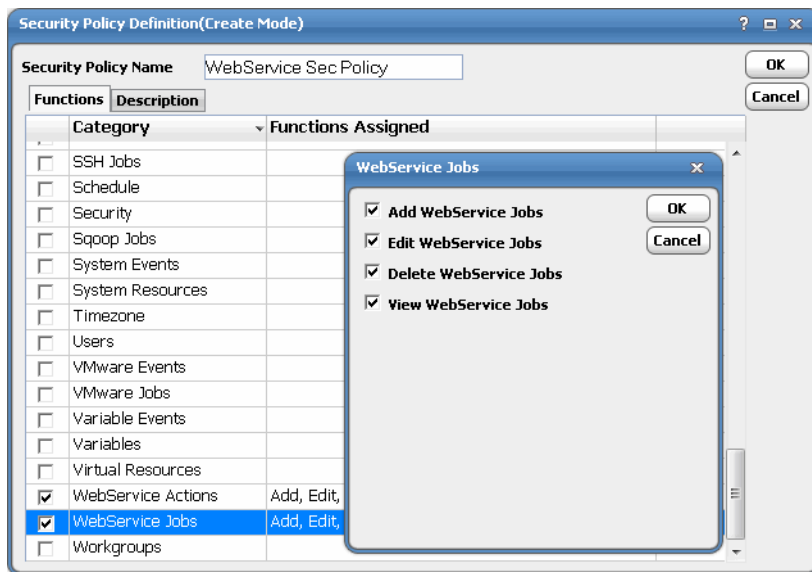 Security Policy Definition(Create Mode)
Security Policy Name WebService Sec Policy
OK
Cancel
Functions Description
Category Functions Assigned
SSH Jobs
Schedule
Security
Sqoop Jobs
System Events
System Resources
Timezone
Users
VMware Events
VMware Jobs
Variable Events
Variables
Virtual Resources
WebService Actions Add, Edit,
WebService Jobs Add, Edit,
Workgroups
WebService Jobs
Add WebService Jobs
Edit WebService Jobs
Delete WebService Jobs
View WebService Jobs
OK
Cancel